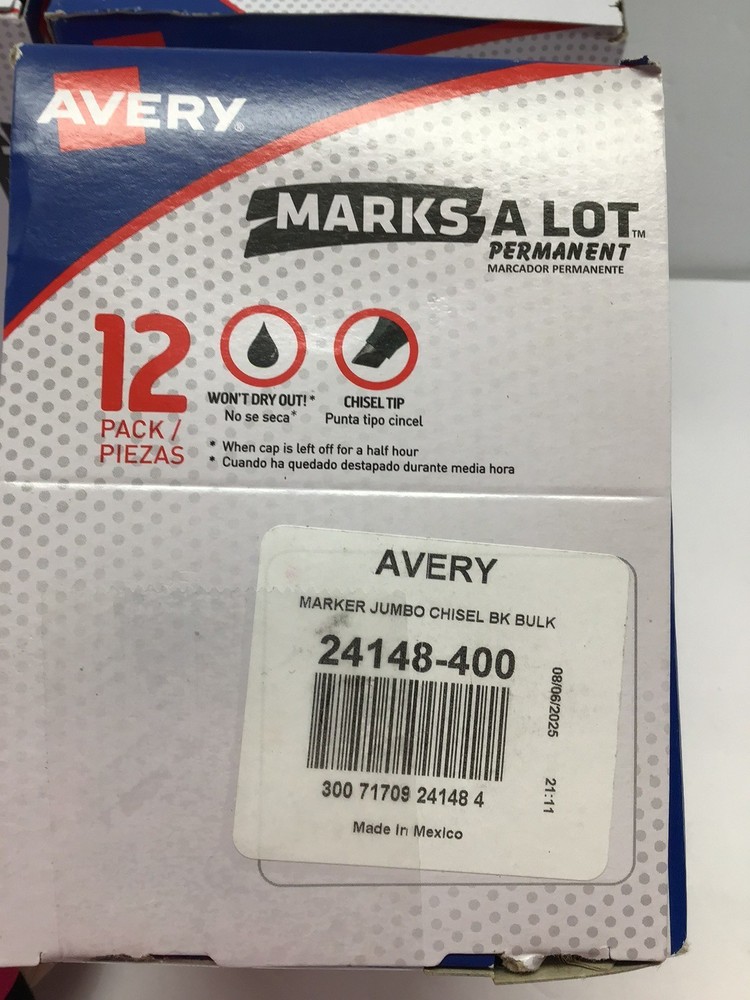 AVERY®
MARKS A LOT™
PERMANENT
MARCADOR PERMANENTE
12
PACK /
PIEZAS
WON'T DRY OUT! *
No se seca*
CHISEL TIP
Punta tipo cincel
* When cap is left off for a half hour
* Cuando ha quedado destapado durante media hora
AVERY
MARKER JUMBO CHISEL BK BULK
24148-400
300 71709 24148 4
Made In Mexico
08/06/2025 21:11